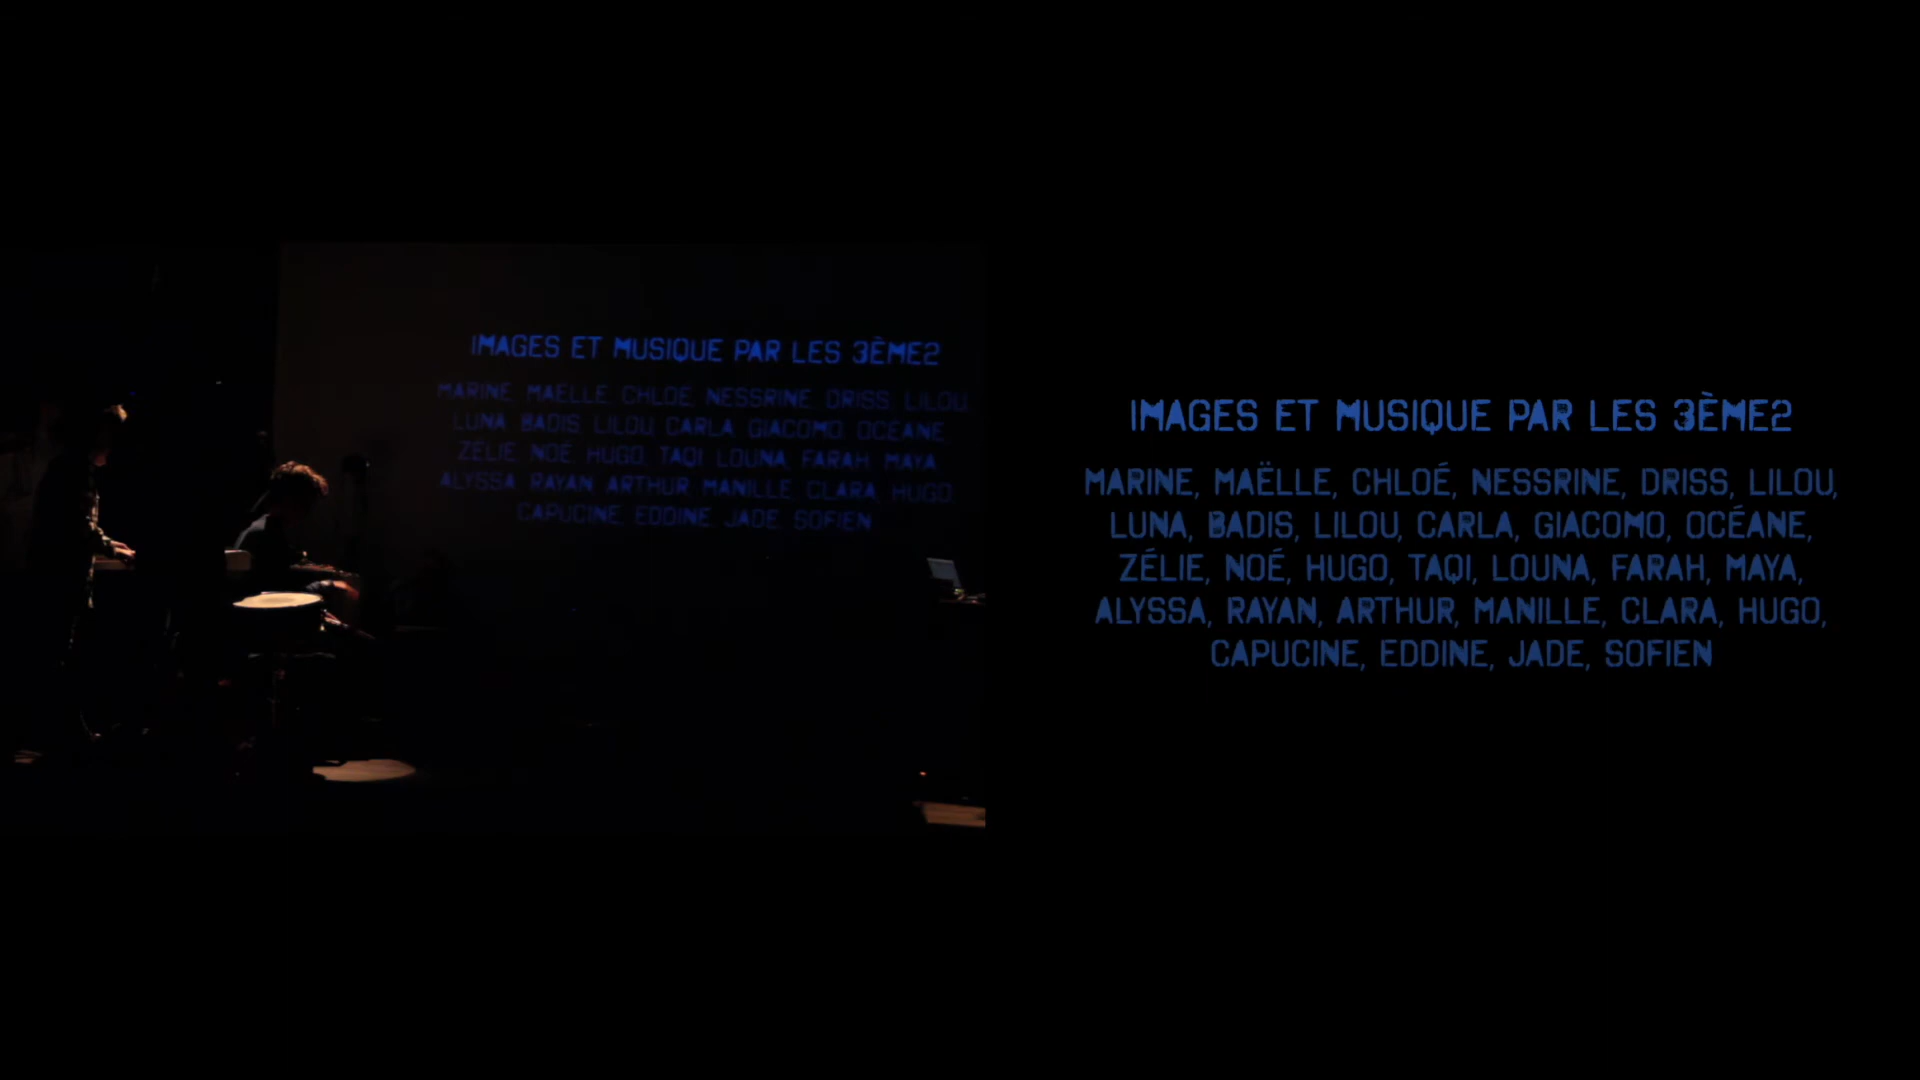 IMAGES ET MUSIQUE PAR LES 3ÈME2
MARINE, MAELLE, CHLOÉ, NESSRINE, DRISS, LILOU,
LUNA, BADIS, LILOU, CARLA, GIACOMO, OCÉANE,
ZÉLIE, NOÉ, HUGO, TAQI, LOUNA, FARAH, MAYA,
ALYSSA, RAYAN, ARTHUR, MANILLE, CLARA, HUGO,
CAPUCINE, EDDINE, JADE, SOFIEN
IMAGES ET MUSIQUE PAR LES 3ÈME2
MARINE, MAËLLE, CHLOÉ, NESSRINE, DRISS, LILOU,
LUNA, BADIS, LILOU, CARLA, GIACOMO, OCÉANE,
ZÉLIE, NOÉ, HUGO, TAQI, LOUNA, FARAH, MAYA,
ALYSSA, RAYAN, ARTHUR, MANILLE, CLARA, HUGO,
CAPUCINE, EDDINE, JADE, SOFIEN